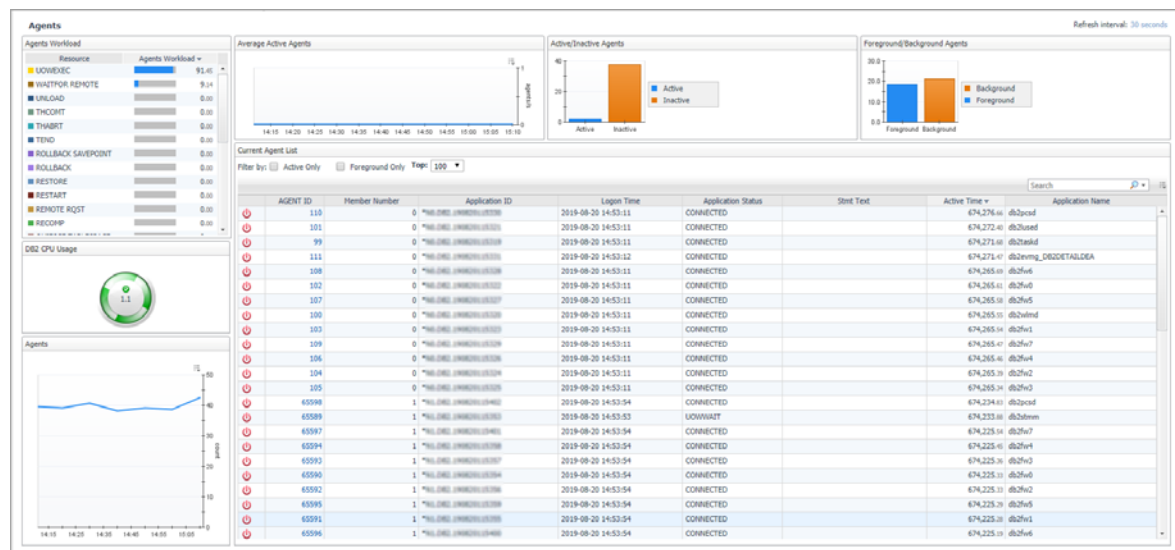 Agents
Refresh interval: 30 seconds
Agents Workload
Resource Agents Workload
UOWEXEC 91.45
WAITFOR REMOTE 9.14
UNLOAD 0.00
THCOMT 0.00
THABRT 0.00
TEND 0.00
ROLLBACK SAVEPOINT 0.00
ROLLBACK 0.00
RESTORE 0.00
RESTART 0.00
REMOTE RQST 0.00
RECOMP 0.00
DB2 CPU Usage
1.1
Agents
50
40
30
20
10
0
count
14:15 14:25 14:35 14:45 14:55 15:05
Average Active Agents
1
0
agents/s
14:15 14:20 14:25 14:30 14:35 14:40 14:45 14:50 14:55 15:00 15:05 15:10
Active/Inactive Agents
40
20
0
Active Inactive
Active
Inactive
Foreground/Background Agents
30.0
20.0
10.0
0.0
Foreground Background
Background
Foreground
Current Agent List
Filter by: Active Only Foreground Only Top: 100
Search
AGENT ID Member Number Application ID Logon Time Application Status Stmt Text Active Time Application Name
110 0 2019-08-20 14:53:11 CONNECTED 674,276.66 db2pcsd
101 0 2019-08-20 14:53:11 CONNECTED 674,272.40 db2lused
99 0 2019-08-20 14:53:11 CONNECTED 674,271.68 db2taskd
111 0 2019-08-20 14:53:12 CONNECTED 674,271.47 db2evmg_DB2DETAILDEA
108 0 2019-08-20 14:53:11 CONNECTED 674,265.69 db2fw6
102 0 2019-08-20 14:53:11 CONNECTED 674,265.61 db2fw0
107 0 2019-08-20 14:53:11 CONNECTED 674,265.58 db2fw5
100 0 2019-08-20 14:53:11 CONNECTED 674,265.55 db2wlmd
103 0 2019-08-20 14:53:11 CONNECTED 674,265.54 db2fw1
109 0 2019-08-20 14:53:11 CONNECTED 674,265.47 db2fw7
106 0 2019-08-20 14:53:11 CONNECTED 674,265.46 db2fw4
104 0 2019-08-20 14:53:11 CONNECTED 674,265.39 db2fw2
105 0 2019-08-20 14:53:11 CONNECTED 674,265.34 db2fw3
65598 1 2019-08-20 14:53:54 CONNECTED 674,234.63 db2pcsd
65589 1 2019-08-20 14:53:53 UOWWAIT 674,233.88 db2stmm
65597 1 2019-08-20 14:53:54 CONNECTED 674,225.54 db2fw7
65594 1 2019-08-20 14:53:54 CONNECTED 674,225.45 db2fw4
65593 1 2019-08-20 14:53:54 CONNECTED 674,225.36 db2fw3
65590 1 2019-08-20 14:53:54 CONNECTED 674,225.33 db2fw0
65592 1 2019-08-20 14:53:54 CONNECTED 674,225.33 db2fw2
65595 1 2019-08-20 14:53:54 CONNECTED 674,225.29 db2fw5
65591 1 2019-08-20 14:53:54 CONNECTED 674,225.28 db2fw1
65596 1 2019-08-20 14:53:54 CONNECTED 674,225.19 db2fw6